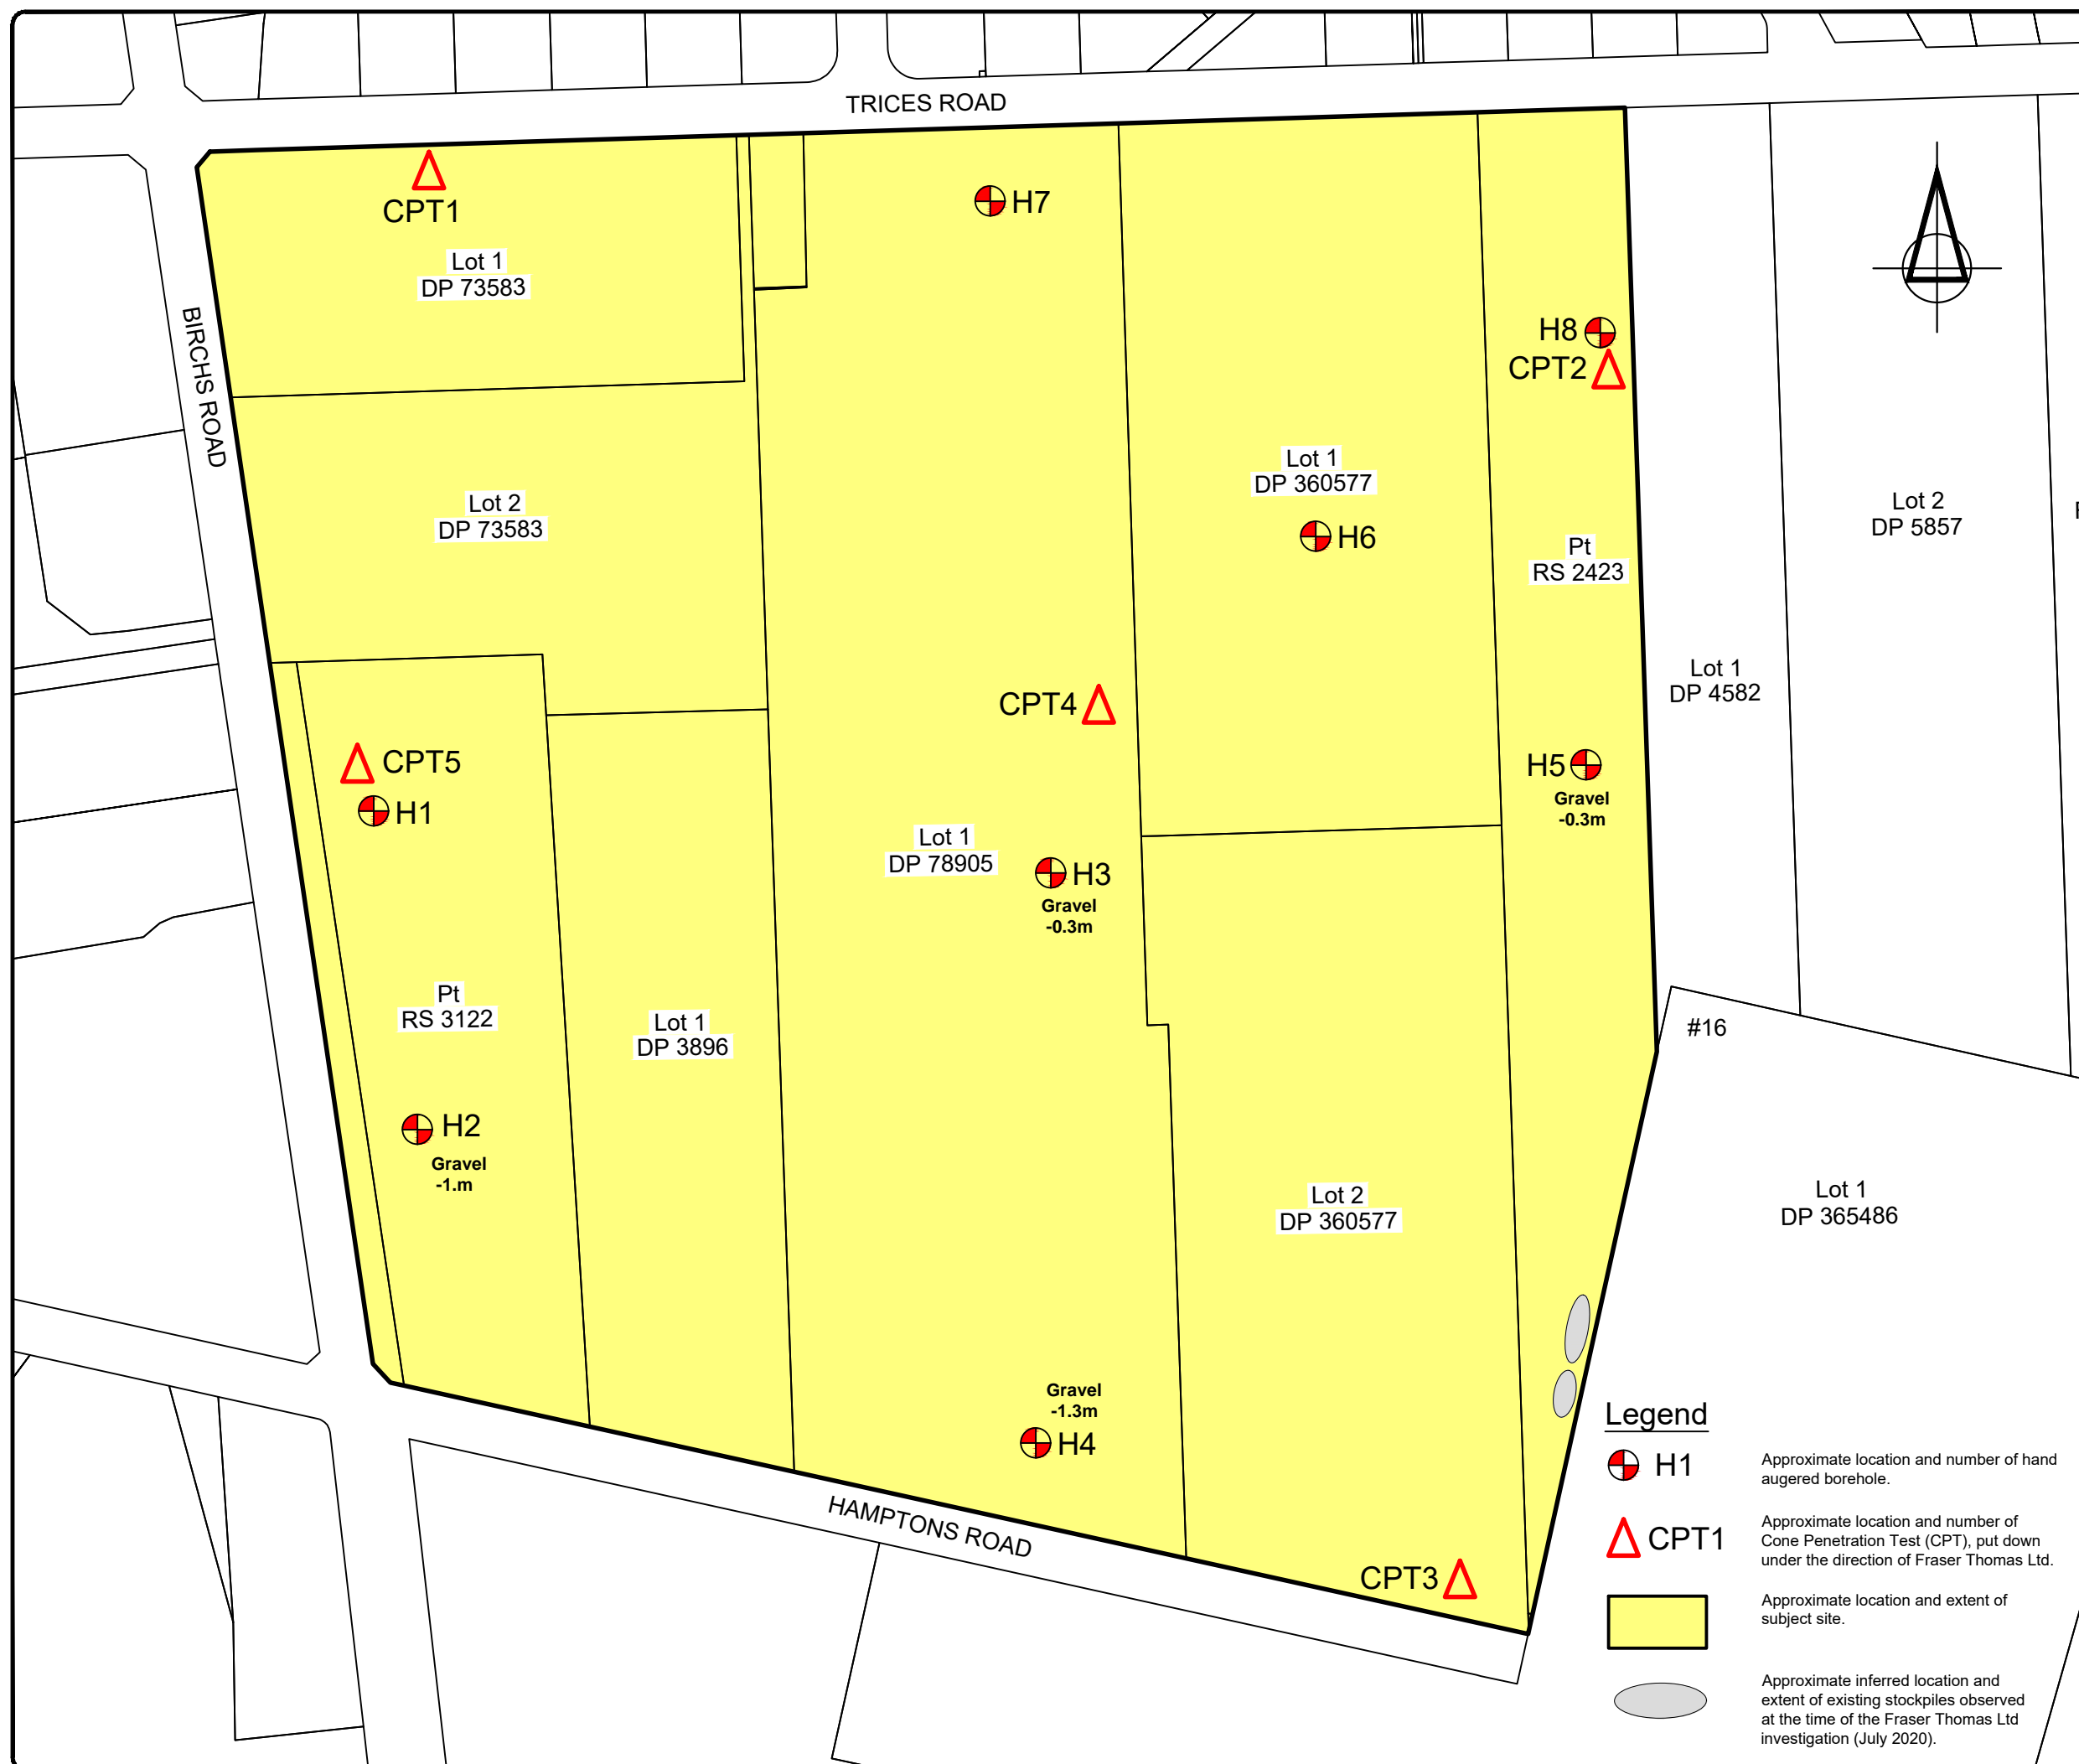 TRICES ROAD
CPT1
H7
Lot 1
DP 73583
BIRCHS ROAD
H8
CPT2
Lot 1
DP 360577
Lot 2
DP 73583
H6
Lot 2
DP 5857
Pt
RS 2423
Lot 1
DP 4582
CPT4
CPT5
H1
H5
Gravel
-0.3m
Lot 1
DP 78905
H3
Gravel
-0.3m
Pt
RS 3122
Lot 1
DP 3896
#16
H2
Gravel
-1.m
Lot 2
DP 360577
Lot 1
DP 365486
Gravel
-1.3m
H4
HAMPTONS ROAD
CPT3
Legend
H1
Approximate location and number of hand
augered borehole.
CPT1
Approximate location and number of
Cone Penetration Test (CPT), put down
under the direction of Fraser Thomas Ltd.
Approximate location and extent of
subject site.
Approximate inferred location and
extent of existing stockpiles observed
at the time of the Fraser Thomas Ltd
investigation (July 2020).